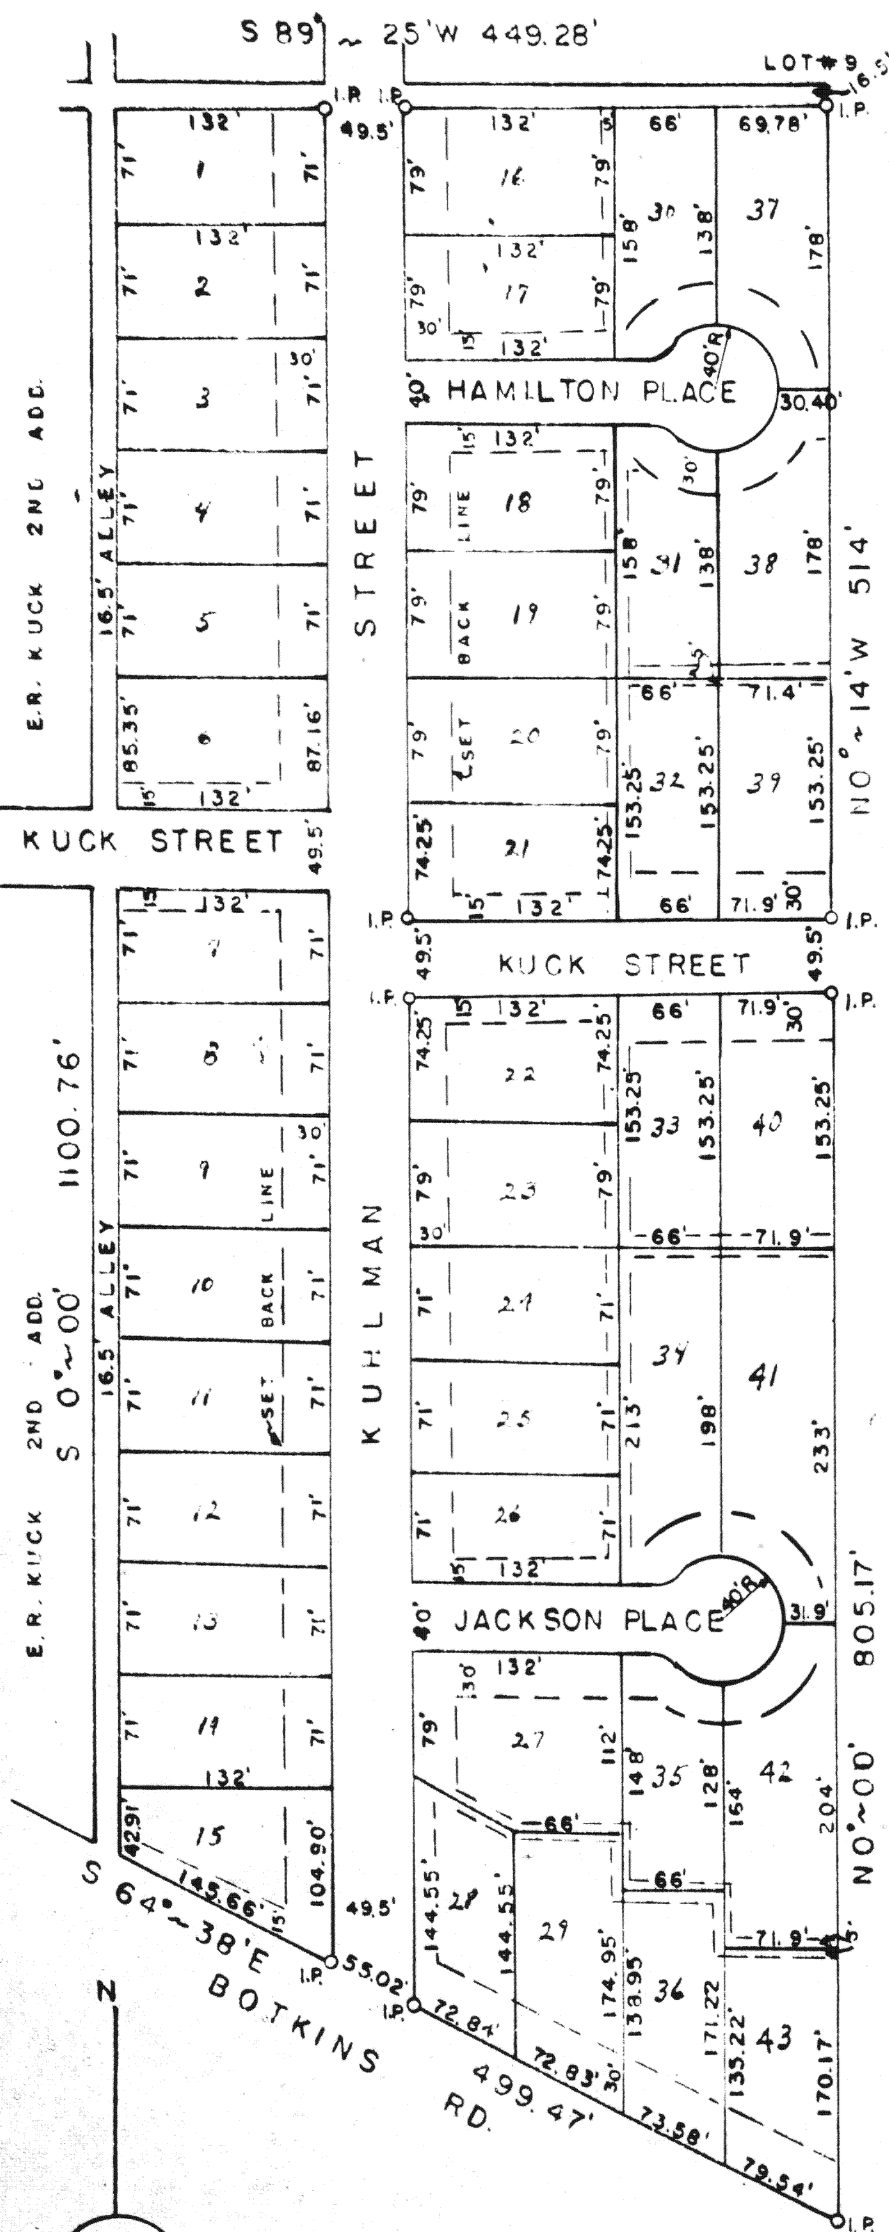 S 89° ~ 25'W 449.28'
LOT # 9
16.5'
I.P. I.P. I.P.
132' 49.5' 132' 5' 66' 69.78'
71' 1 71' 79' 16 79' 30 37
158' 138' 178'
132' 132'
71' 2 71' 79' 17 79'
30' 15' 132'
30'
71' 3 71' 40' HAMILTON PLACE 40'R 30.40'
15' 132' 30'
E.R. KUCK 2ND ADD.
16.5' ALLEY
STREET
71' 4 71' 79' 18 79' 158' 31 138' 38 178'
SET BACK LINE
71' 5 71' 79' 19 79'
5'
66' 71.4'
N0° ~ 14'W 514'
85.35' 6 87.16' 79' 20 79' 153.25' 32 153.25' 39 153.25'
15' 132'
KUCK STREET 49.5' 74.25' 21 74.25'
15' 132' 15' 132' 66' 71.9' 30'
I.P. I.P.
71' 7 71' 49.5' KUCK STREET 49.5'
I.P. 15' 132' 66' 71.9' 30' I.P.
71' 8 71' 74.25' 22 74.25' 153.25' 33 153.25' 40 153.25'
30'
71' 9 71' 79' 23 79'
30' 66' 71.9'
S 0° ~ 00' 1100.76'
E.R. KUCK 2ND ADD.
16.5' ALLEY
SET BACK LINE
KUHLMAN
71' 10 71' 71' 24 71' 34 41
71' 11 71' 71' 25 71' 213' 198' 233'
71' 12 71' 71' 26 71'
15' 132'
71' 13 71' 40' JACKSON PLACE 40'R 31.9'
132'
30'
N0° ~ 00' 805.17'
71' 14 71' 79' 27 112' 148' 35 128' 164' 42 204'
132'
66'
42.91' 15 104.90' 66'
145.66' 15' 49.5' 144.55' 28 144.55' 29 71.9' 5'
S 64° ~ 38'E 499.47'
I.P. 55.02' 174.95' 138.95' 36 171.22 135.22' 43 170.17'
BOTKINS RD.
I.P. 72.84' 72.83' 30' 73.58' 79.54'
I.P.
N